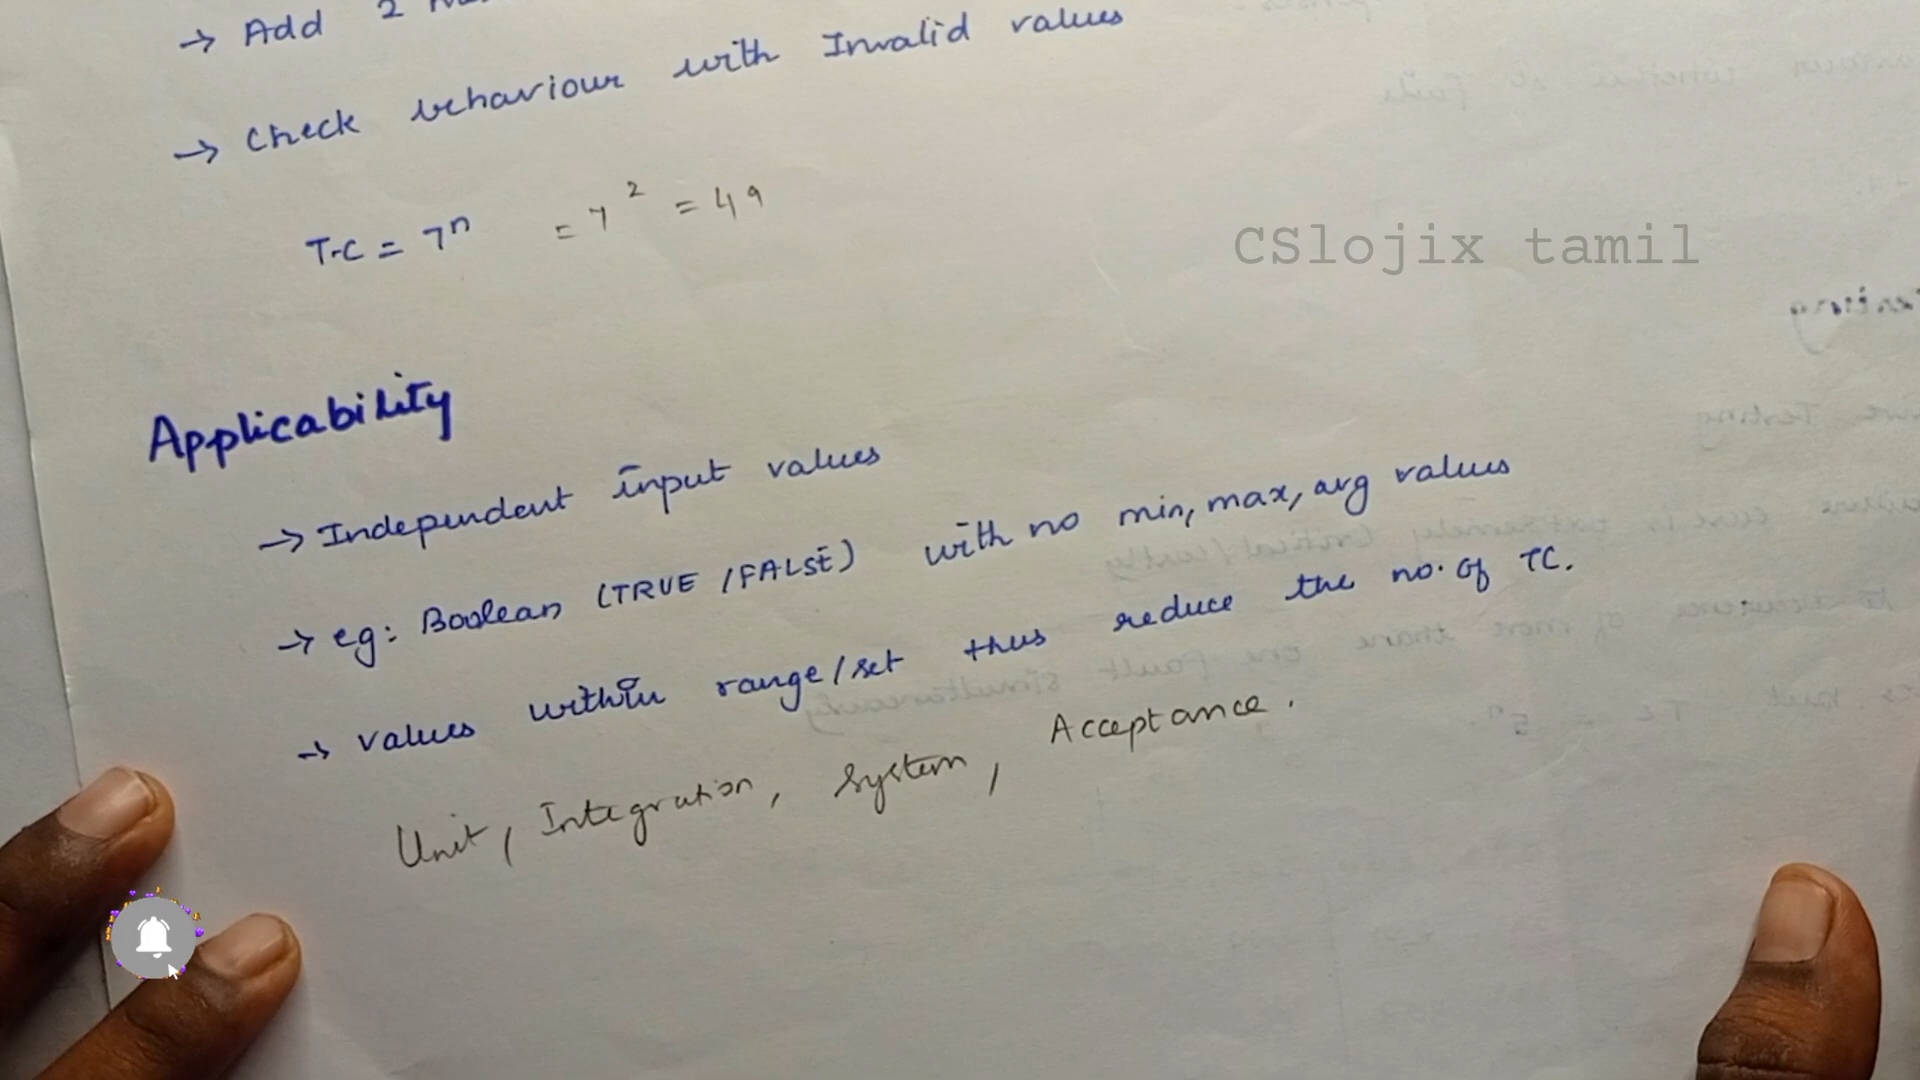 → Add 2
→ Check behaviour with Invalid values
T.C = 7ⁿ = 7² = 49
CSlojix tamil
Applicability
→ Independent input values
→ eg: Boolean (TRUE / FALSE) with no min, max, avg values
→ values within range/set thus reduce the no. of TC.
Unit, Integration, System, Acceptance.